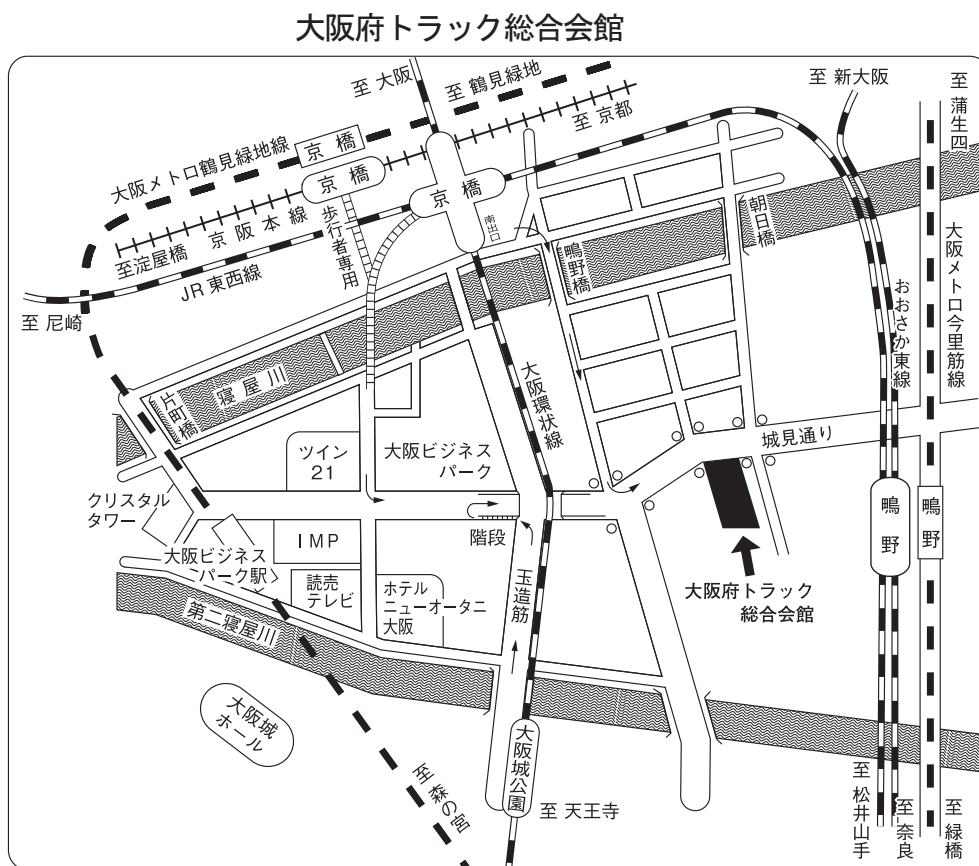 大阪府トラック総合会館
至 大阪
至 鶴見緑地
至 京都
至 新大阪
至 蒲生四
大阪メトロ鶴見緑地線
京橋
京橋
京橋
南出口
朝日橋
至淀屋橋
京阪本線
歩行者専用
鴫野橋
JR 東西線
至 尼崎
おおさか東線
大阪メトロ今里筋線
片町橋
寝屋川
大阪環状線
城見通り
ツイン
21
大阪ビジネス
パーク
クリスタル
タワー
階段
鴫野
鴫野
大阪ビジネス
パーク駅
IMP
読売
テレビ
ホテル
ニューオータニ
大阪
玉造筋
大阪府トラック
総合会館
第二寝屋川
大阪城
ホール
至 森の宮
大阪城公園
至 天王寺
至 松井山手
至 奈良
至 緑橋